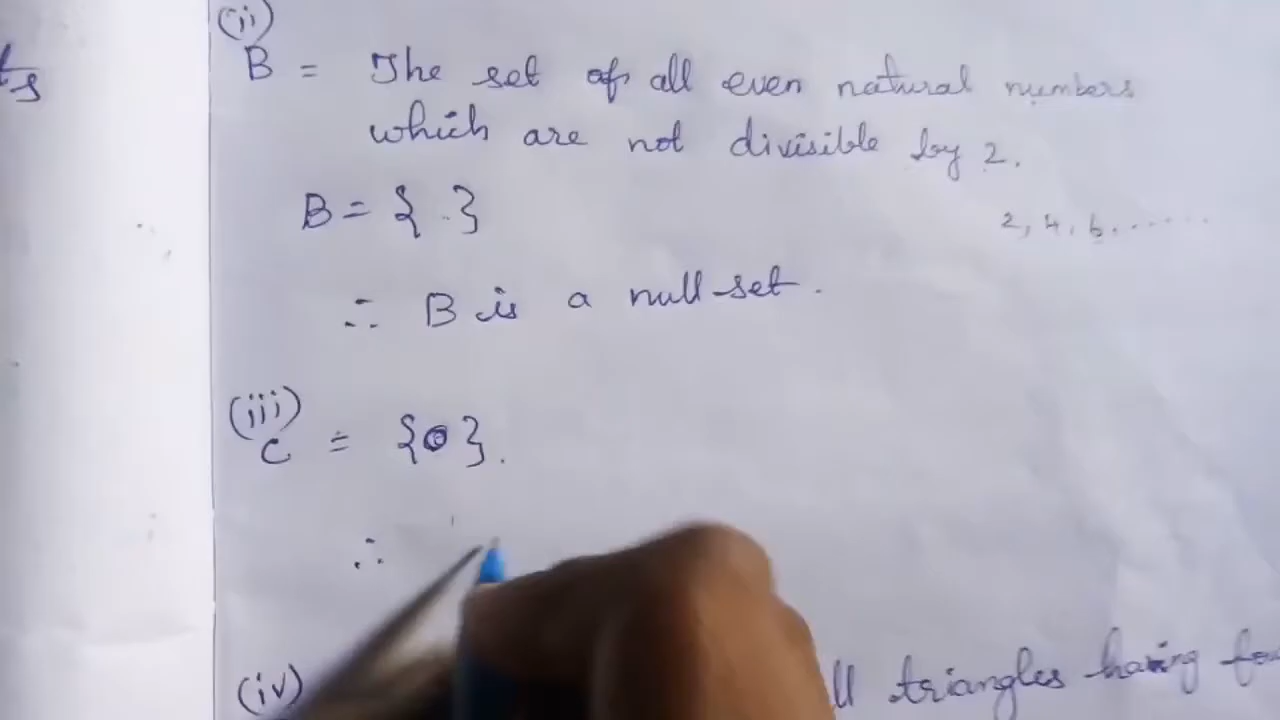 (ii)
B = The set of all even natural numbers
which are not divisible by 2.
B = { }
2, 4, 6, ......
∴ B is a null set.
(iii)
C = {0}.
∴
(iv)
triangles having